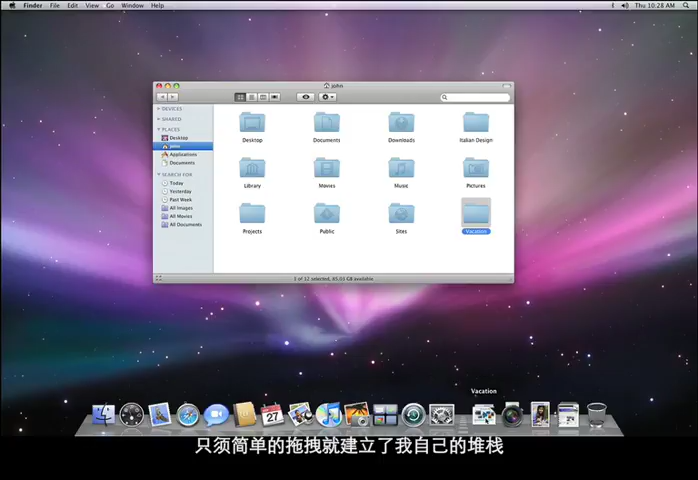 Finder File Edit View Go Window Help Thu 10:28 AM
john
DEVICES
SHARED
PLACES
Desktop
john
Applications
Documents
SEARCH FOR
Today
Yesterday
Past Week
All Images
All Movies
All Documents
Desktop Documents Downloads Italian Design
Library Movies Music Pictures
Projects Public Sites Vacation
1 of 12 selected, 85.03 GB available
Vacation
27
只须简单的拖拽就建立了我自己的堆栈